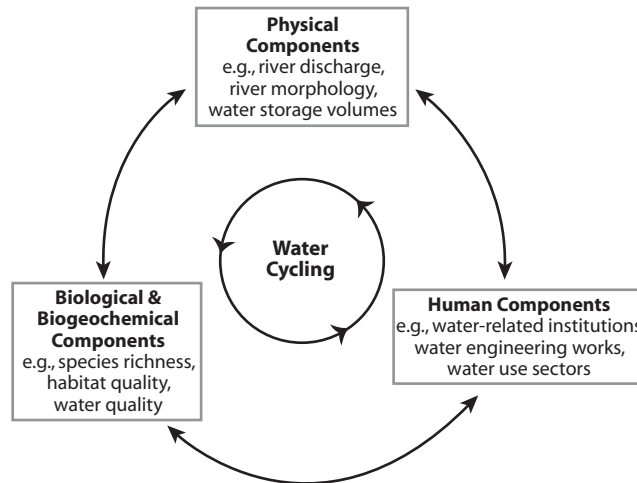 Physical
Components
e.g., river discharge,
river morphology,
water storage volumes
Water
Cycling
Biological &
Biogeochemical
Components
e.g., species richness,
habitat quality,
water quality
Human Components
e.g., water-related institutions,
water engineering works,
water use sectors